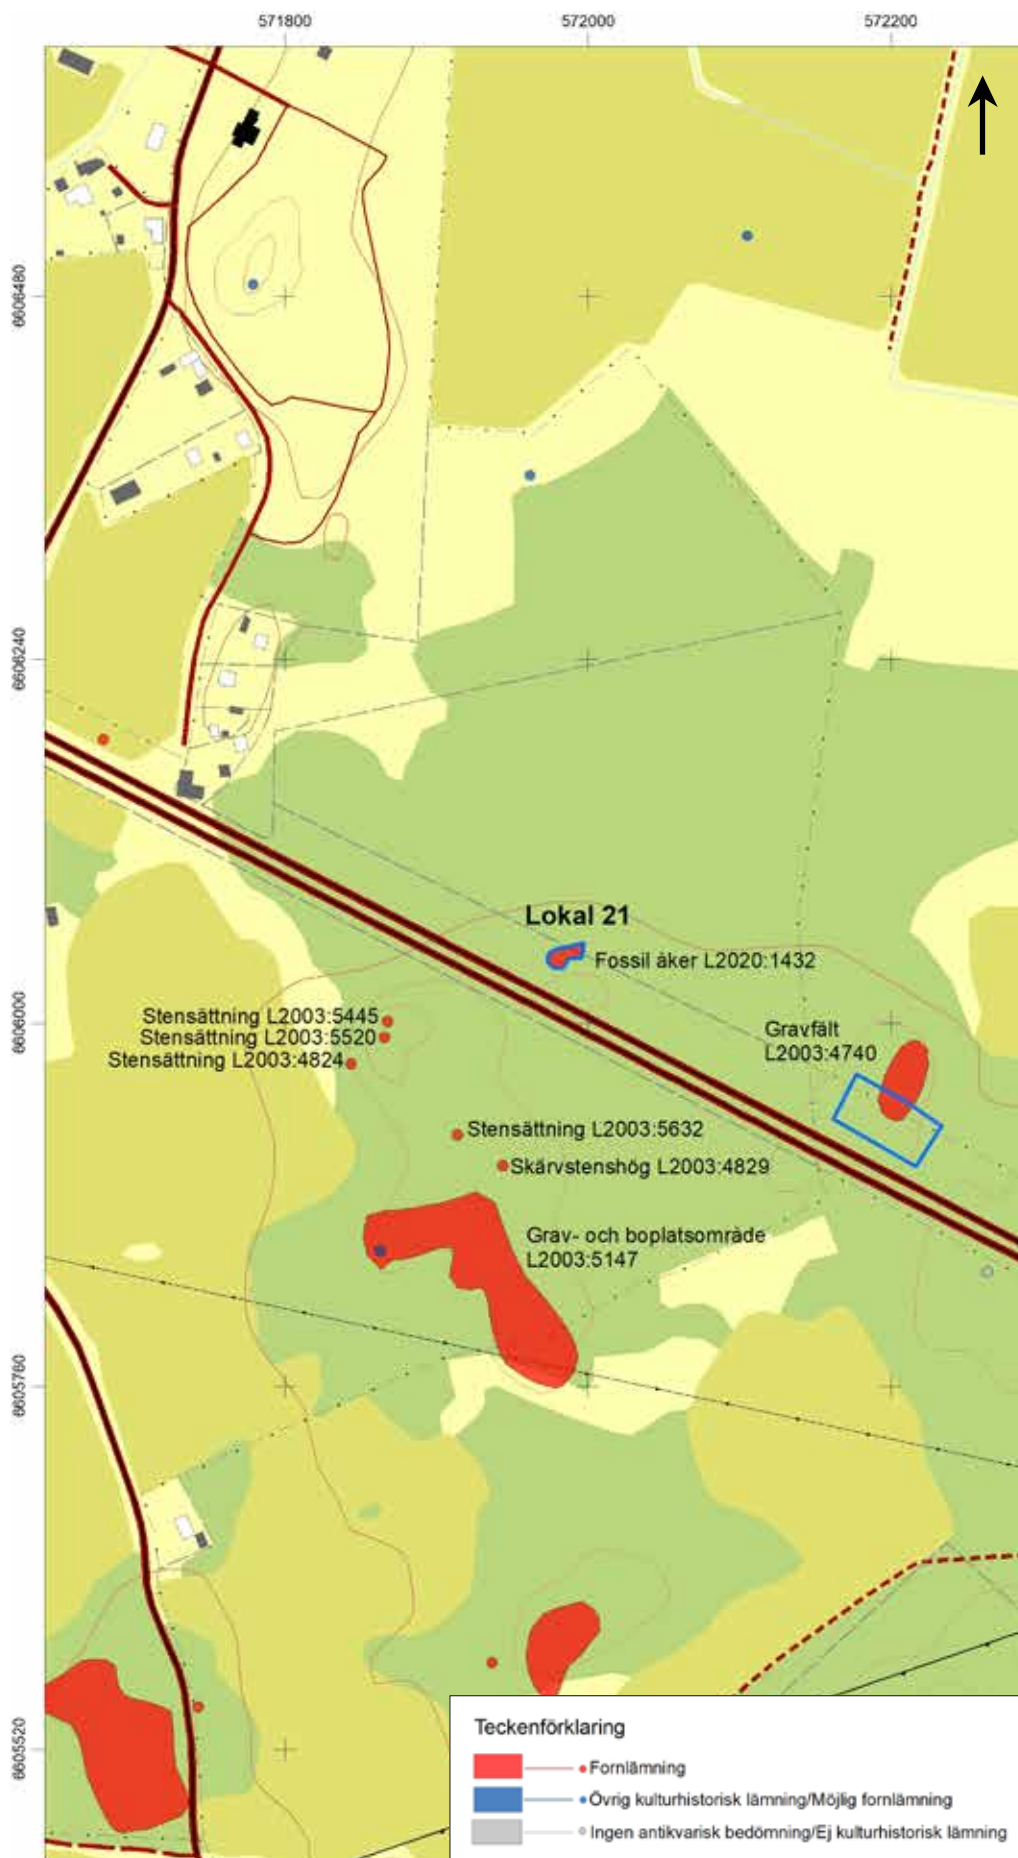 571800
572000
572200
6606480
6606240
Lokal 21
Fossil åker L2020:1432
Stensättning L2003:5445
6606000
Stensättning L2003:5520
Gravfält
L2003:4740
Stensättning L2003:4824
Stensättning L2003:5632
Skärvstenshög L2003:4829
Grav- och boplatsområde
L2003:5147
6605760
6605520
Teckenförklaring
Fornlämning
Övrig kulturhistorisk lämning/Möjlig fornlämning
Ingen antikvarisk bedömning/Ej kulturhistorisk lämning